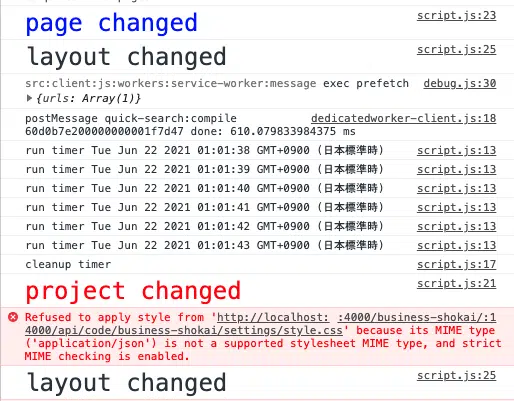 page changed script.js:23
layout changed script.js:25
src:client:js:workers:service-worker:message exec prefetch debug.js:30
▶{urls: Array(1)}
postMessage quick-search:compile dedicatedworker-client.js:18
60d0b7e200000000001f7d47 done: 610.079833984375 ms
run timer Tue Jun 22 2021 01:01:38 GMT+0900 (日本標準時) script.js:13
run timer Tue Jun 22 2021 01:01:39 GMT+0900 (日本標準時) script.js:13
run timer Tue Jun 22 2021 01:01:40 GMT+0900 (日本標準時) script.js:13
run timer Tue Jun 22 2021 01:01:41 GMT+0900 (日本標準時) script.js:13
run timer Tue Jun 22 2021 01:01:42 GMT+0900 (日本標準時) script.js:13
run timer Tue Jun 22 2021 01:01:43 GMT+0900 (日本標準時) script.js:13
cleanup timer script.js:17
project changed script.js:21
Refused to apply style from 'http://localhost: :4000/business-shokai/:1
4000/api/code/business-shokai/settings/style.css' because its MIME type
('application/json') is not a supported stylesheet MIME type, and strict
MIME checking is enabled.
layout changed script.js:25